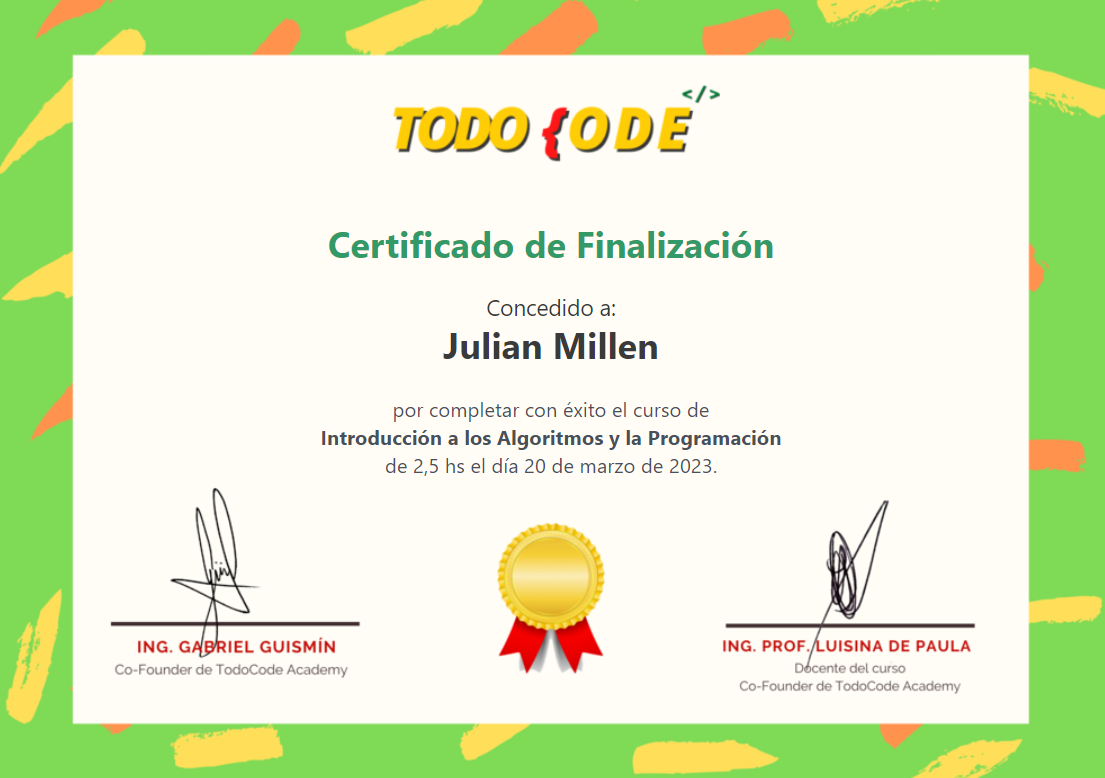 </>
TODO {ODE
Certificado de Finalización
Concedido a:
Julian Millen
por completar con éxito el curso de
Introducción a los Algoritmos y la Programación
de 2,5 hs el día 20 de marzo de 2023.
ING. GABRIEL GUISMÍN
Co-Founder de TodoCode Academy
ING. PROF. LUISINA DE PAULA
Docente del curso
Co-Founder de TodoCode Academy